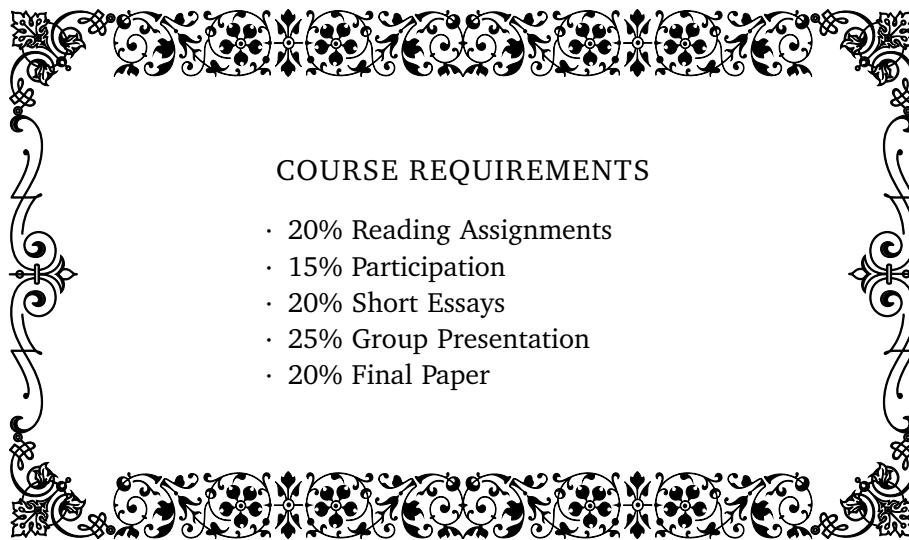 COURSE REQUIREMENTS
· 20% Reading Assignments
· 15% Participation
· 20% Short Essays
· 25% Group Presentation
· 20% Final Paper